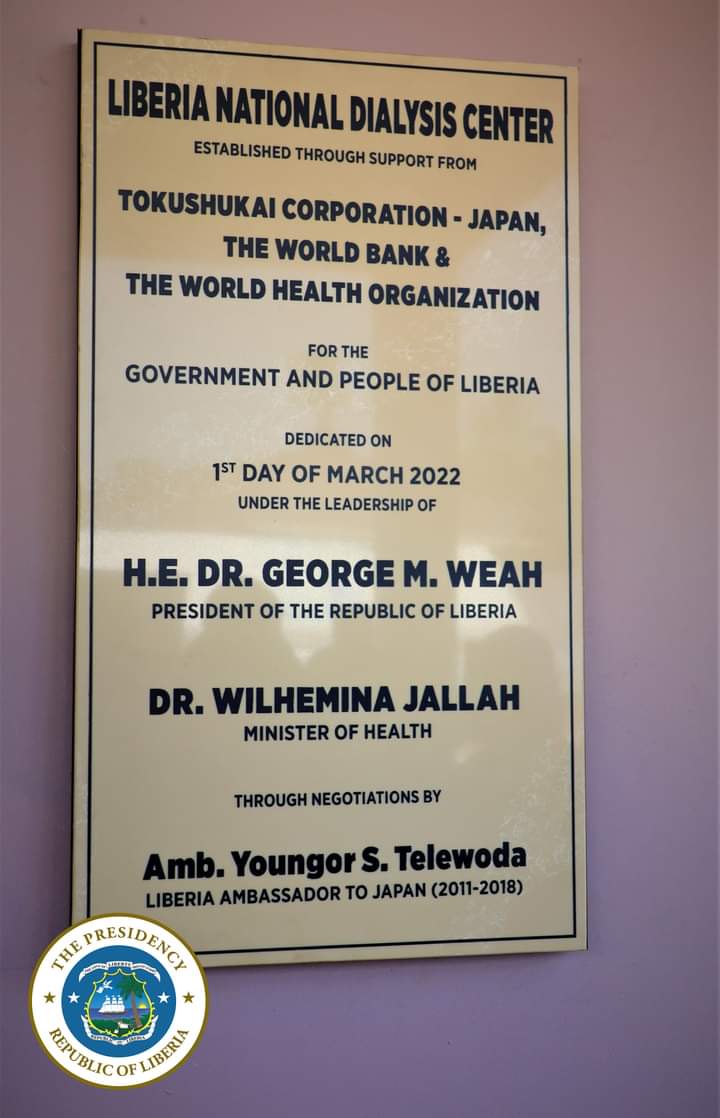 LIBERIA NATIONAL DIALYSIS CENTER
ESTABLISHED THROUGH SUPPORT FROM
TOKUSHUKAI CORPORATION - JAPAN,
THE WORLD BANK &
THE WORLD HEALTH ORGANIZATION
FOR THE
GOVERNMENT AND PEOPLE OF LIBERIA
DEDICATED ON
1ST DAY OF MARCH 2022
UNDER THE LEADERSHIP OF
H.E. DR. GEORGE M. WEAH
PRESIDENT OF THE REPUBLIC OF LIBERIA
DR. WILHEMINA JALLAH
MINISTER OF HEALTH
THROUGH NEGOTIATIONS BY
Amb. Youngor S. Telewoda
LIBERIA AMBASSADOR TO JAPAN (2011-2018)
THE PRESIDENCY
REPUBLIC OF LIBERIA